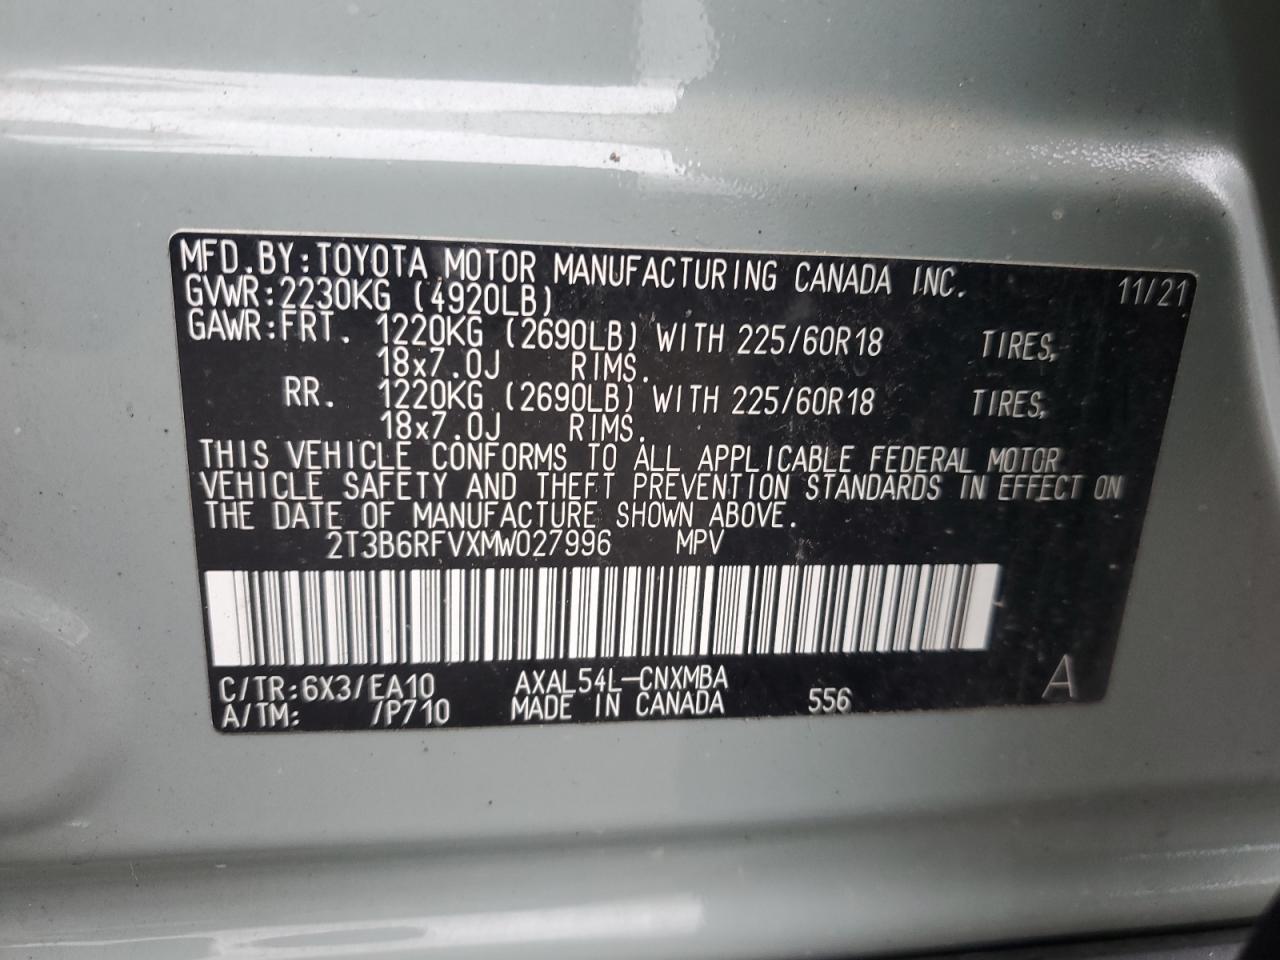 MFD.BY:TOYOTA MOTOR MANUFACTURING CANADA INC. 11/21
GVWR:2230KG (4920LB)
GAWR:FRT. 1220KG (2690LB) WITH 225/60R18 TIRES,
18x7.0J RIMS.
RR. 1220KG (2690LB) WITH 225/60R18 TIRES,
18x7.0J RIMS.
THIS VEHICLE CONFORMS TO ALL APPLICABLE FEDERAL MOTOR
VEHICLE SAFETY AND THEFT PREVENTION STANDARDS IN EFFECT ON
THE DATE OF MANUFACTURE SHOWN ABOVE.
2T3B6RFVXMW027996 MPV
C/TR:6X3/EA10 AXAL54L-CNXMBA
A/TM: /P710 MADE IN CANADA 556 A